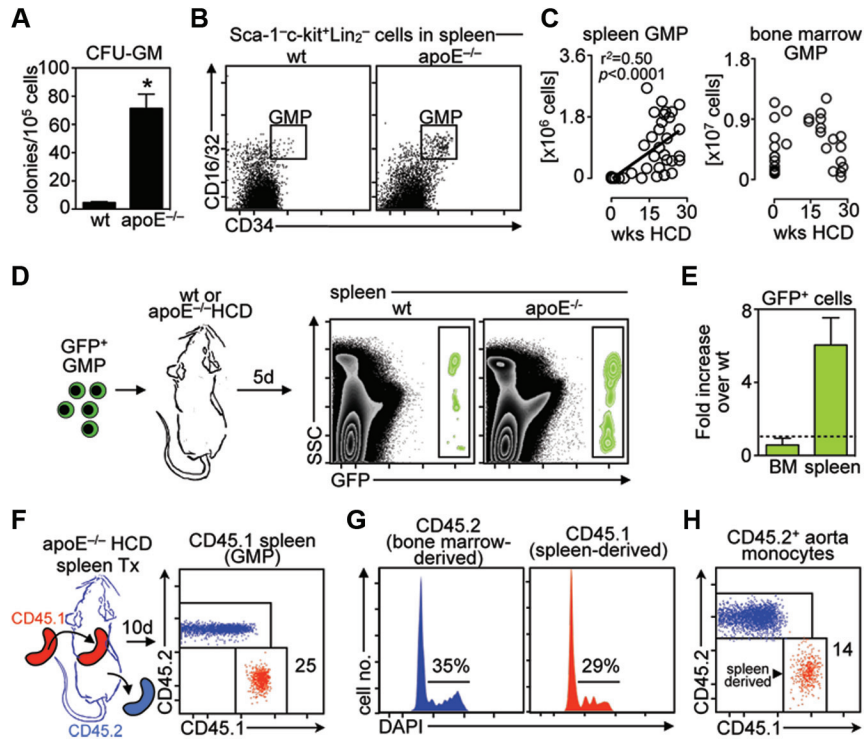 A
CFU-GM
colonies/10⁵ cells
100
80
60
40
20
0
*
wt apoE⁻/⁻
B
Sca-1⁻c-kit⁺Lin₂⁻ cells in spleen
wt
apoE⁻/⁻
GMP
GMP
CD16/32
CD34
C
spleen GMP
r²=0.50
p<0.0001
[x10⁶ cells]
3.6
1.8
0
0 15 30
wks HCD
bone marrow
GMP
[x10⁷ cells]
1.8
0.9
0
0 15 30
wks HCD
D
wt or
apoE⁻/⁻HCD
GFP⁺
GMP
5d
spleen
wt
apoE-/-
SSC
GFP
E
GFP⁺ cells
Fold increase
over wt
8
4
0
BM spleen
F
apoE⁻/⁻ HCD
spleen Tx
CD45.1
10d
CD45.2
CD45.1 spleen
(GMP)
25
CD45.2
CD45.1
G
CD45.2
(bone marrow-
derived)
35%
cell no.
CD45.1
(spleen-derived)
29%
DAPI
H
CD45.2⁺ aorta
monocytes
14
spleen
derived
CD45.2
CD45.1